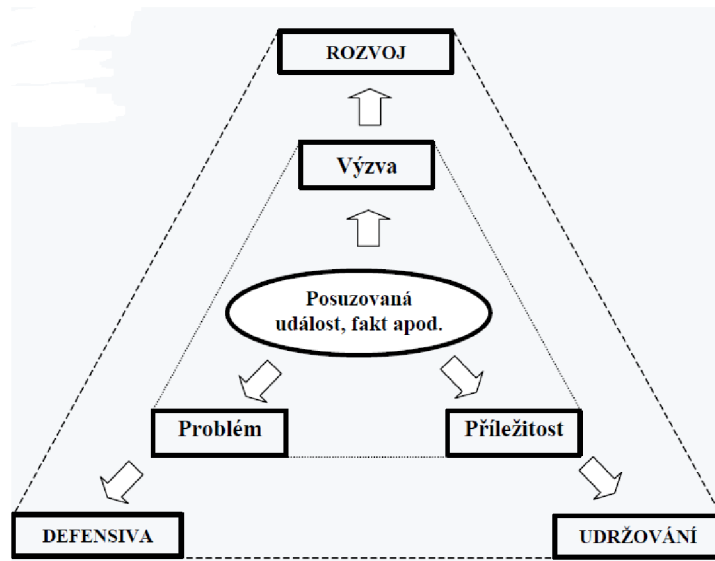 ROZVOJ
Výzva
Posuzovaná
událost, fakt apod.
Problém
Příležitost
DEFENSIVA
UDRŽOVÁNÍ